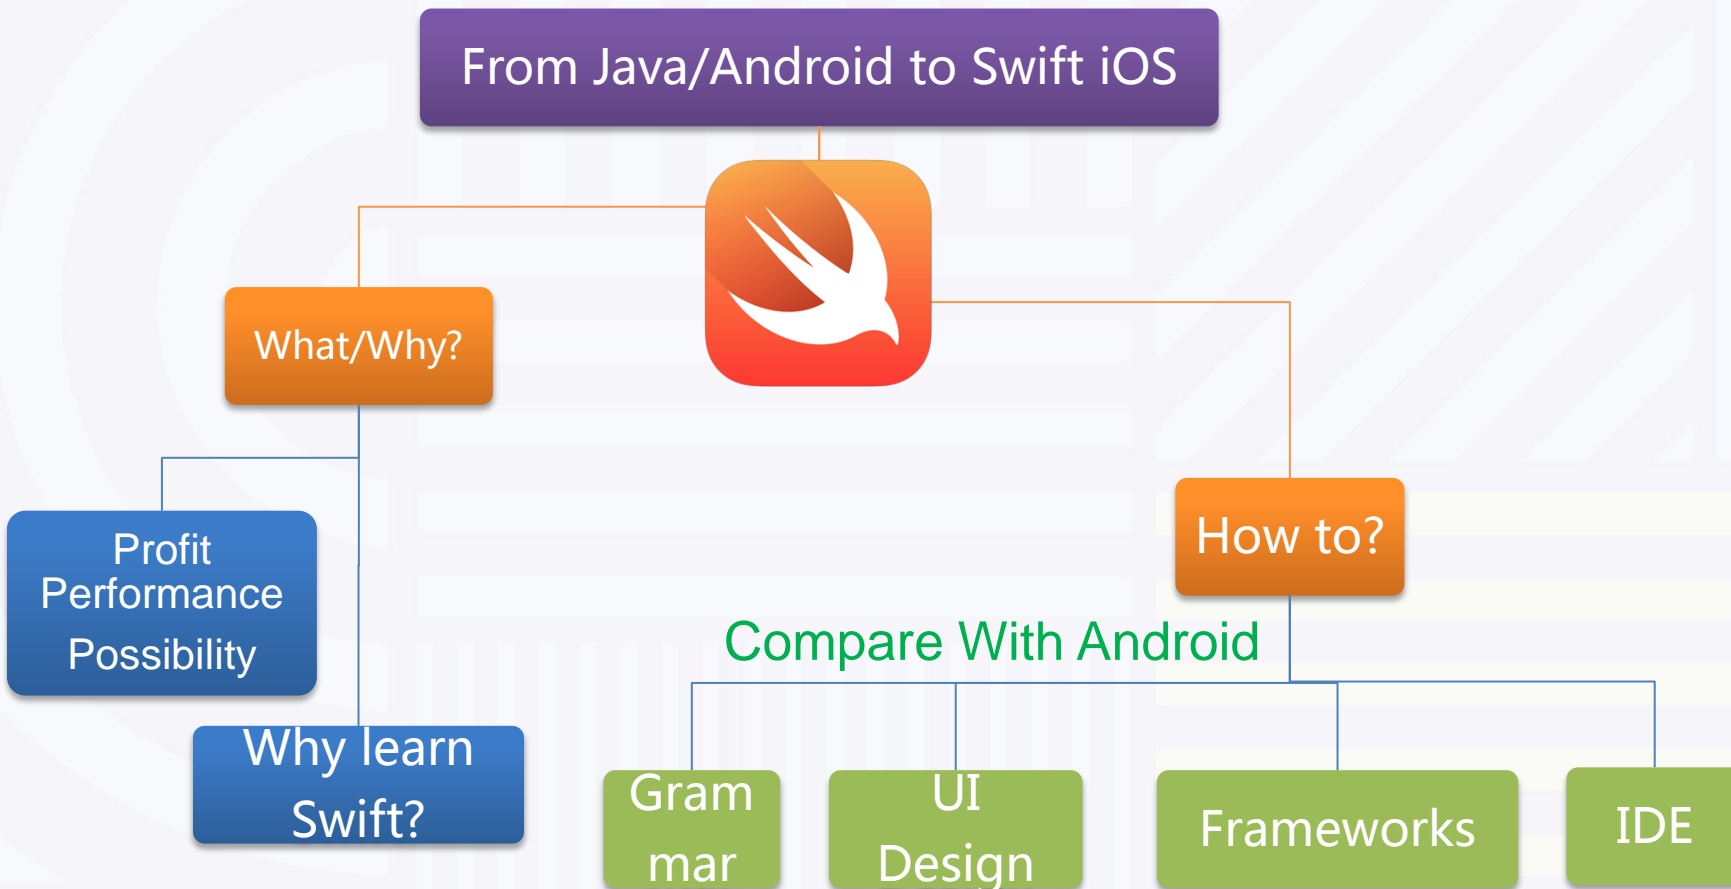 From Java/Android to Swift iOS
What/Why?
Profit
Performance
Possibility
Why learn
Swift?
How to?
Compare With Android
Gram
mar
UI
Design
Frameworks
IDE